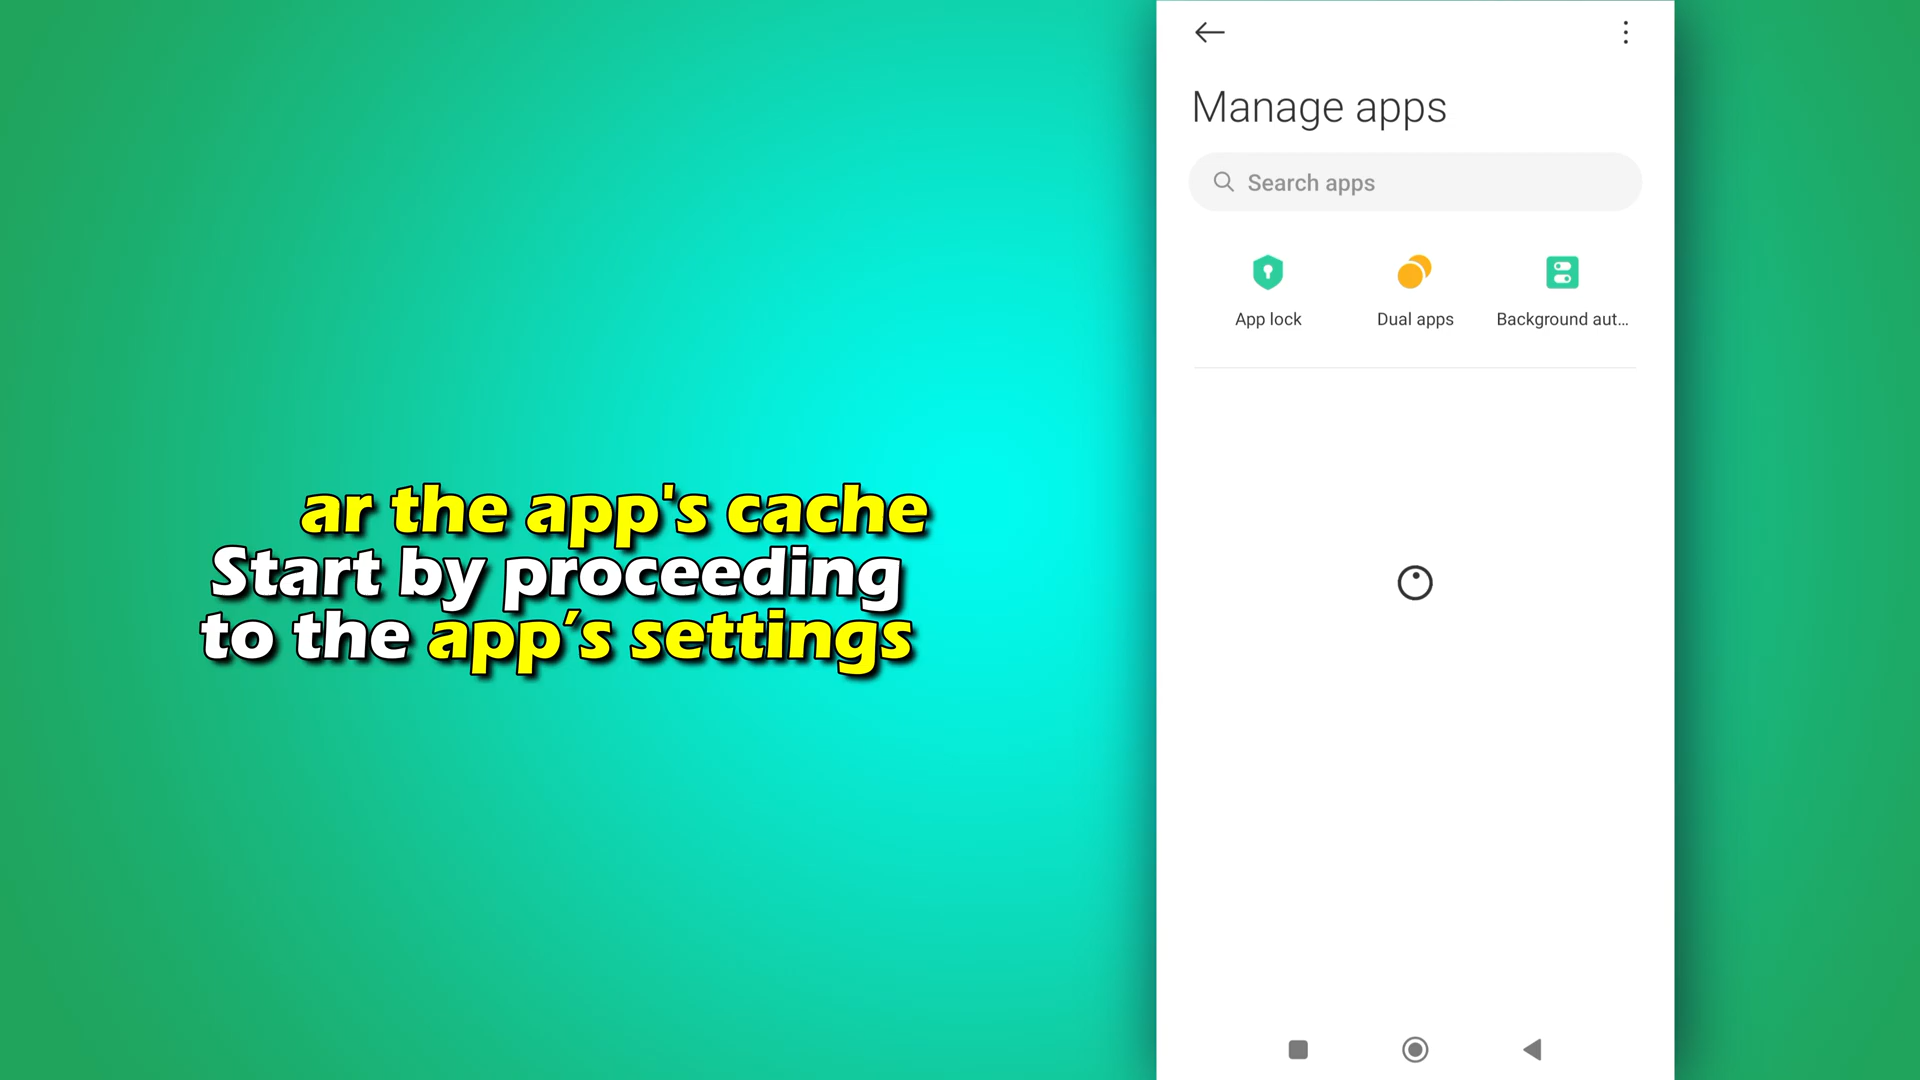 ar the app's cache
Start by proceeding
to the app’s settings
Manage apps
Search apps
App lock
Dual apps
Background aut...